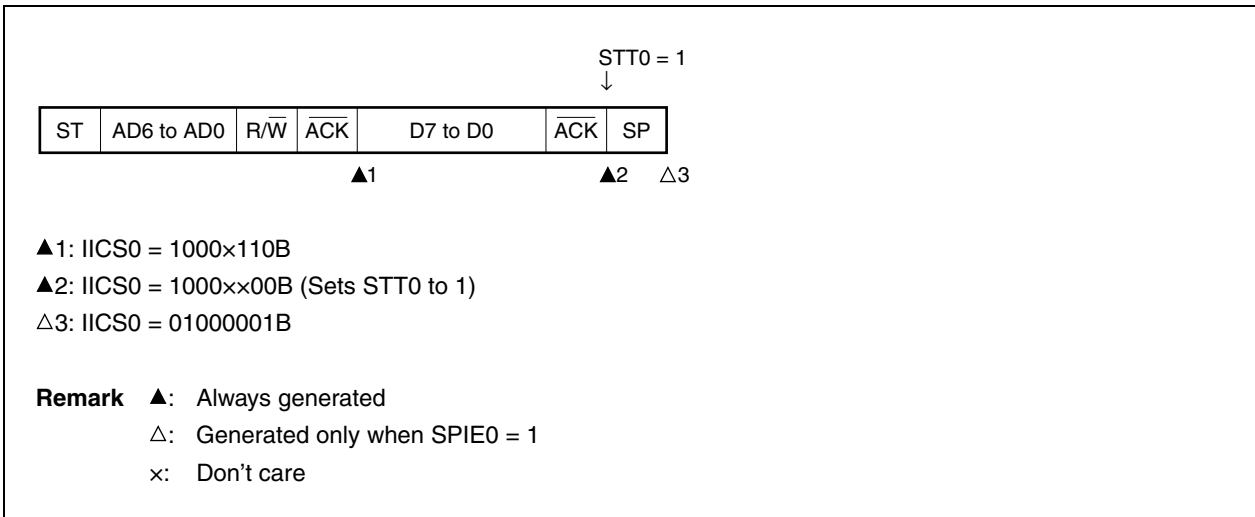 STT0 = 1
↓
ST AD6 to AD0 R/W̅ A̅C̅K̅ D7 to D0 A̅C̅K̅ SP
▲1 ▲2 △3
▲1: IICS0 = 1000×110B
▲2: IICS0 = 1000××00B (Sets STT0 to 1)
△3: IICS0 = 01000001B
Remark ▲: Always generated
△: Generated only when SPIE0 = 1
×: Don't care